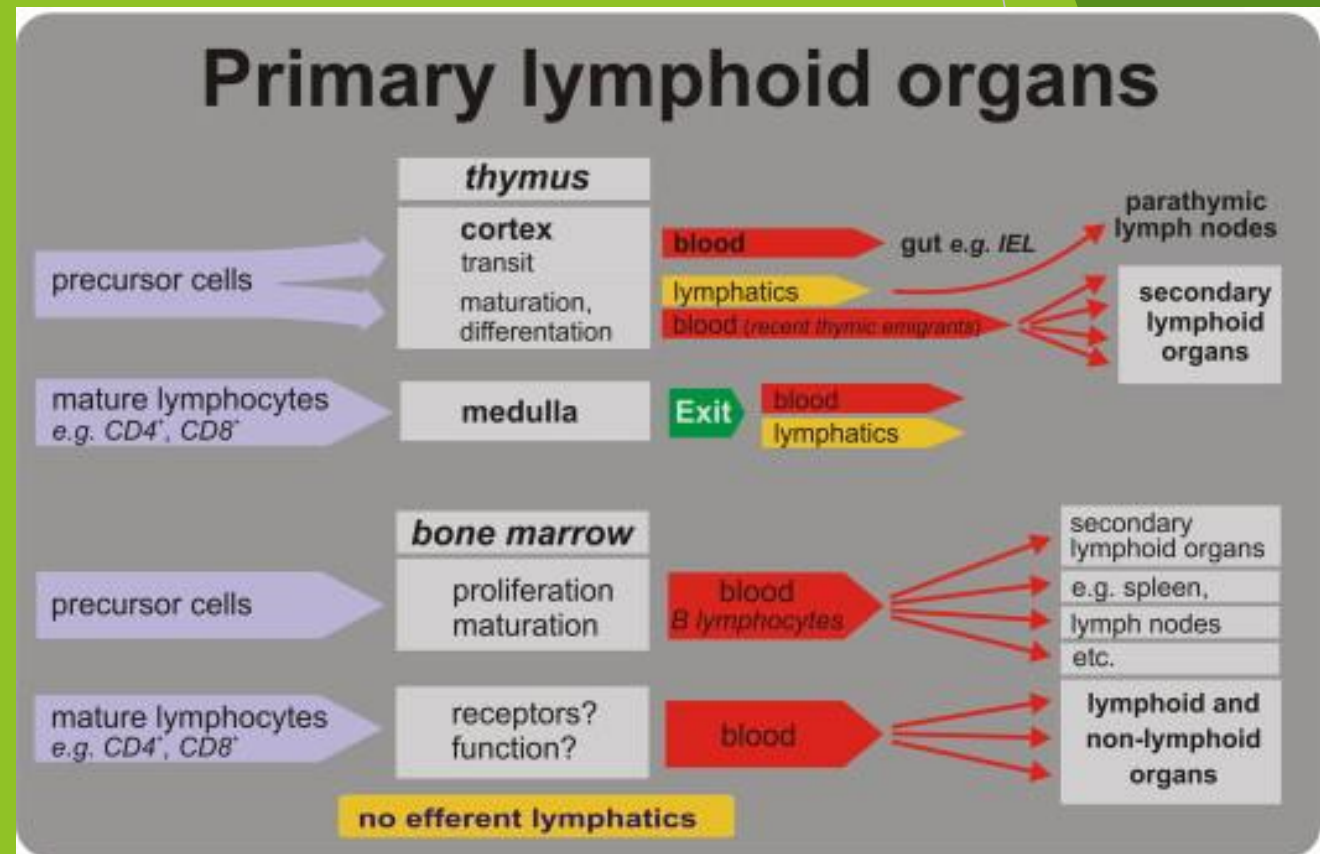 Primary lymphoid organs
thymus
precursor cells
cortex
transit
maturation,
differentation
blood
gut e.g. IEL
parathymic
lymph nodes
lymphatics
blood (recent thymic emigrants)
secondary
lymphoid
organs
mature lymphocytes
e.g. CD4⁺, CD8⁺
medulla
Exit
blood
lymphatics
bone marrow
precursor cells
proliferation
maturation
blood
B lymphocytes
secondary
lymphoid organs
e.g. spleen,
lymph nodes
etc.
mature lymphocytes
e.g. CD4⁺, CD8⁺
receptors?
function?
blood
lymphoid and
non-lymphoid
organs
no efferent lymphatics